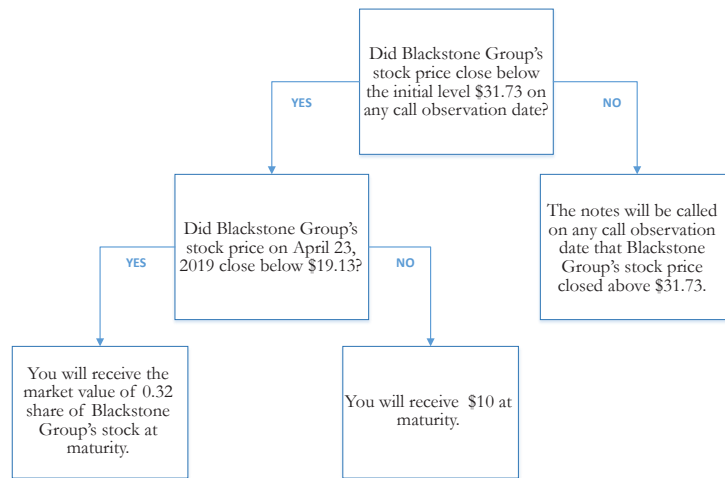 Did Blackstone Group's
stock price close below
the initial level $31.73 on
any call observation date?
YES
NO
Did Blackstone Group's
stock price on April 23,
2019 close below $19.13?
The notes will be called
on any call observation
date that Blackstone
Group's stock price
closed above $31.73.
YES
NO
You will receive the
market value of 0.32
share of Blackstone
Group's stock at
maturity.
You will receive $10 at
maturity.